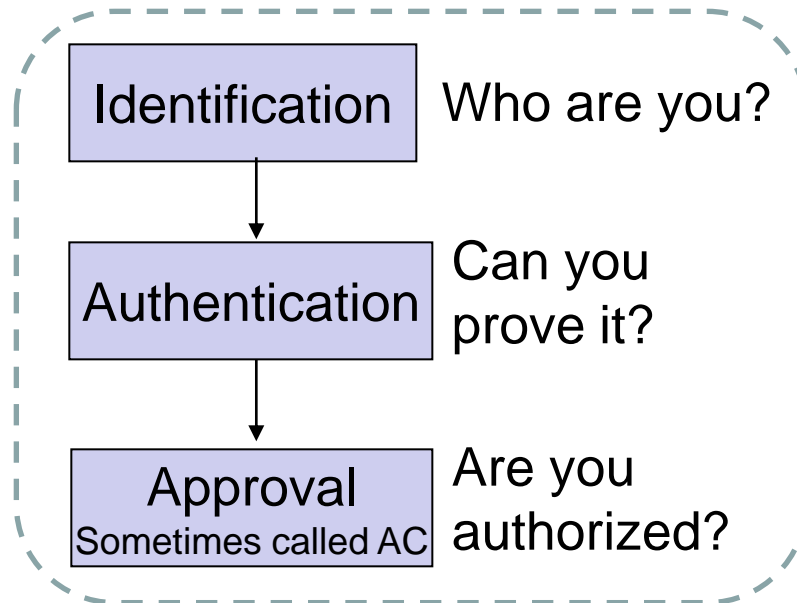 Identification
Who are you?
Authentication
Can you
prove it?
Approval
Sometimes called AC
Are you
authorized?